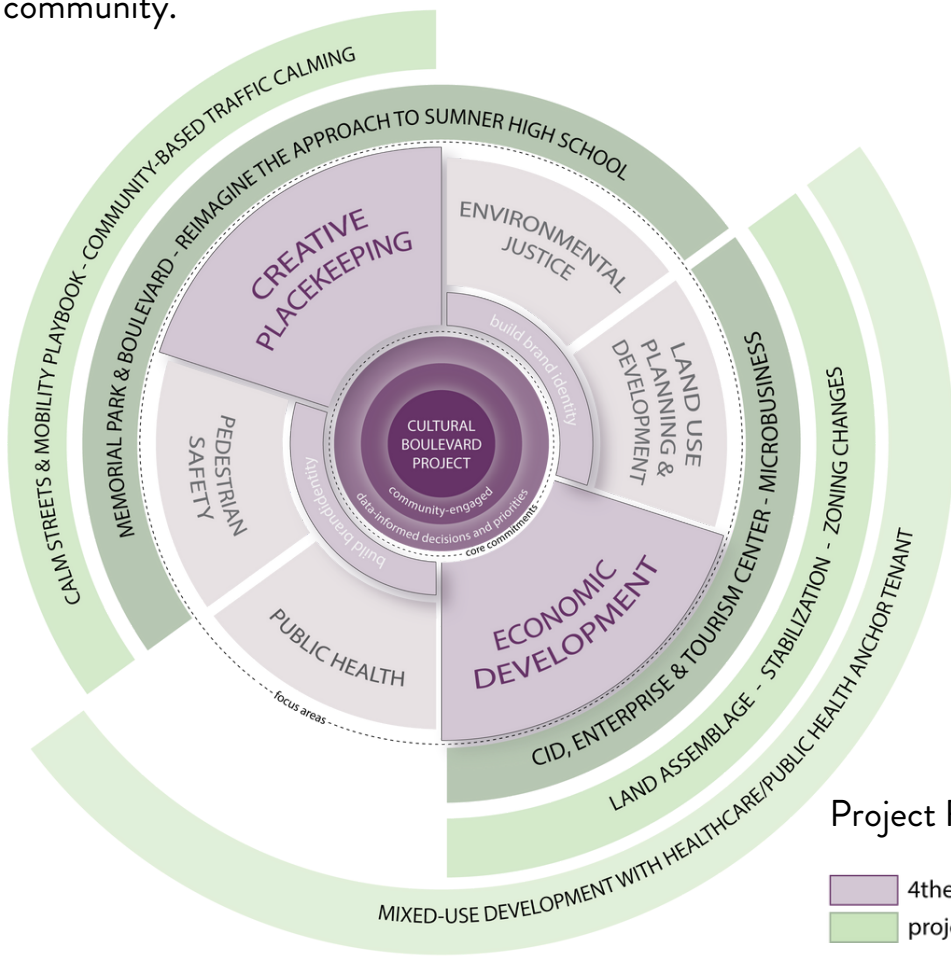 community.
CALM STREETS & MOBILITY PLAYBOOK - COMMUNITY-BASED TRAFFIC CALMING
MEMORIAL PARK & BOULEVARD - REIMAGINE THE APPROACH TO SUMNER HIGH SCHOOL
CREATIVE
PLACEKEEPING
ENVIRONMENTAL
JUSTICE
build brand identity
LAND USE
PLANNING &
DEVELOPMENT
PEDESTRIAN
SAFETY
build brand identity
CULTURAL
BOULEVARD
PROJECT
community-engaged
data-informed decisions and priorities
core commitments
ECONOMIC
DEVELOPMENT
PUBLIC HEALTH
focus areas
CID, ENTERPRISE & TOURISM CENTER - MICROBUSINESS
LAND ASSEMBLAGE - STABILIZATION - ZONING CHANGES
MIXED-USE DEVELOPMENT WITH HEALTHCARE/PUBLIC HEALTH ANCHOR TENANT
Project
4the
proj